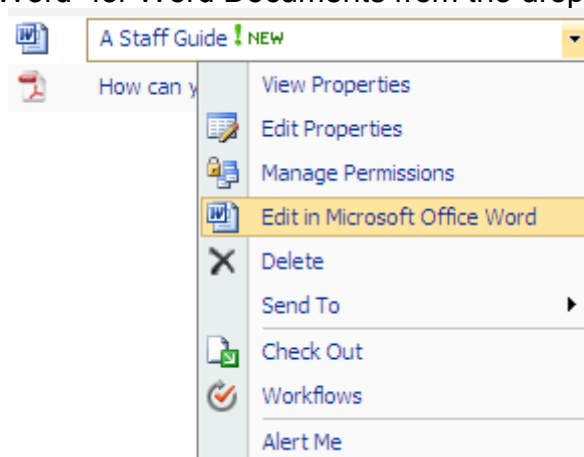 Word" for Word Documents from the drop
A Staff Guide ! NEW
How can y
View Properties
Edit Properties
Manage Permissions
Edit in Microsoft Office Word
Delete
Send To
Check Out
Workflows
Alert Me